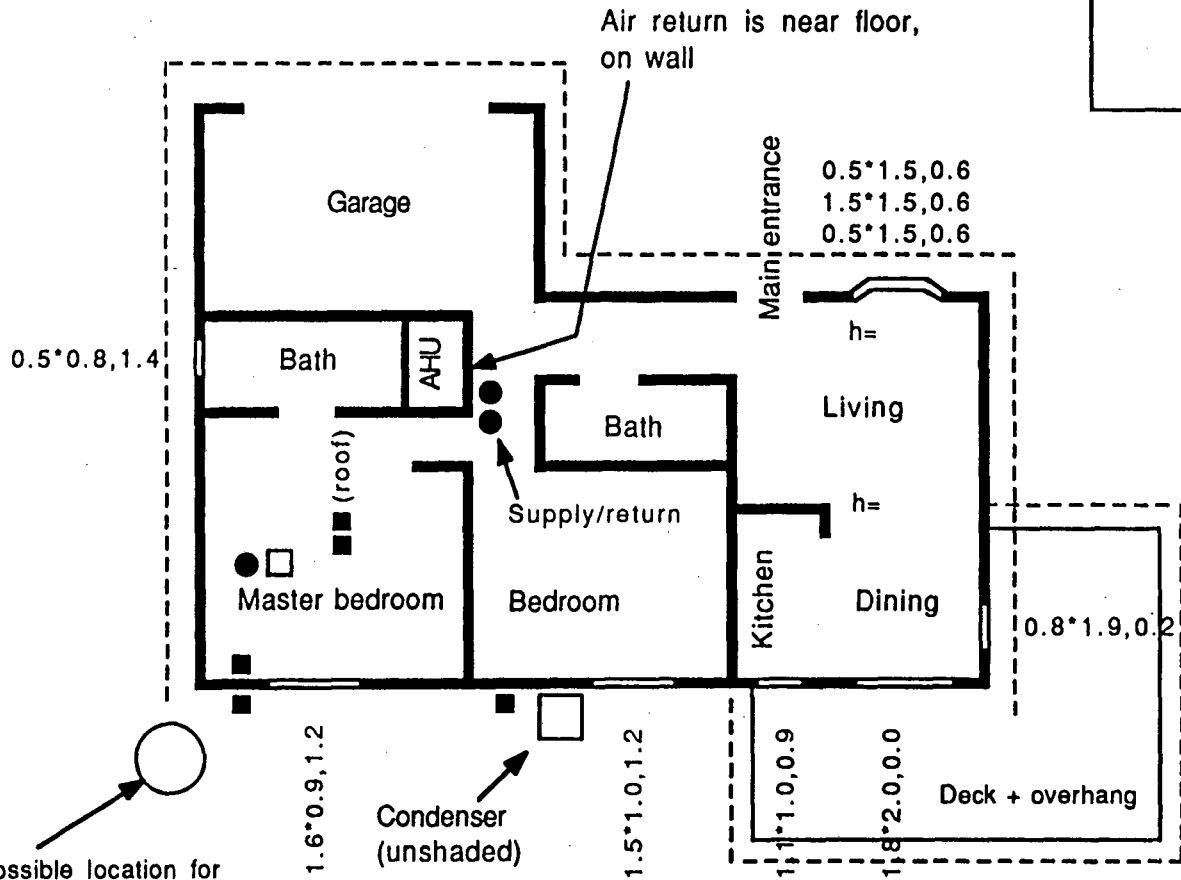 Air return is near floor,
on wall
Main entrance
0.5*1.5,0.6
1.5*1.5,0.6
0.5*1.5,0.6
Garage
h=
0.5*0.8,1.4
Bath
AHU
Living
Bath
(roof)
h=
Supply/return
Master bedroom
Bedroom
Kitchen
Dining
0.8*1.9,0.2
1.6*0.9,1.2
1.5*1.0,1.2
1.1*1.0,0.9
1.8*2.0,0.0
Deck + overhang
Condenser
(unshaded)
ossible location for